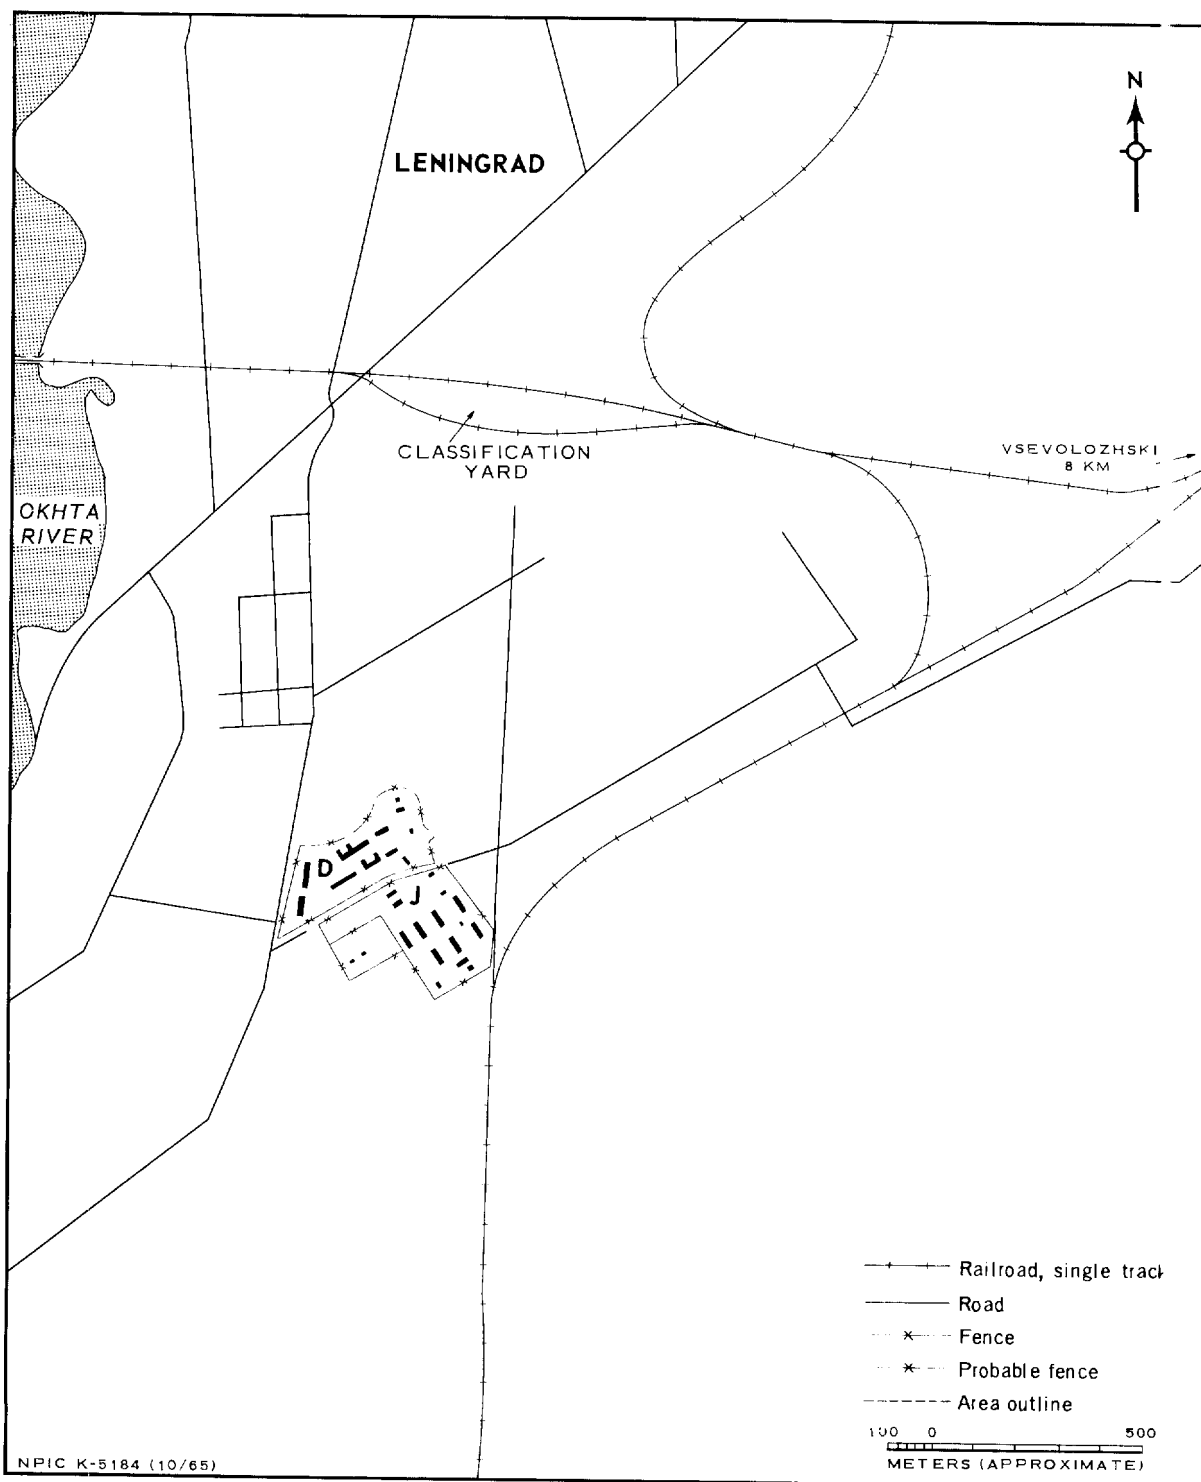 N
LENINGRAD
CLASSIFICATION
YARD
VSEVOLOZHSKI
8 KM
OKHTA
RIVER
D
Railroad, single track
Road
Fence
Probable fence
Area outline
100 0 500
METERS (APPROXIMATE)
NPIC K-5184 (10/65)